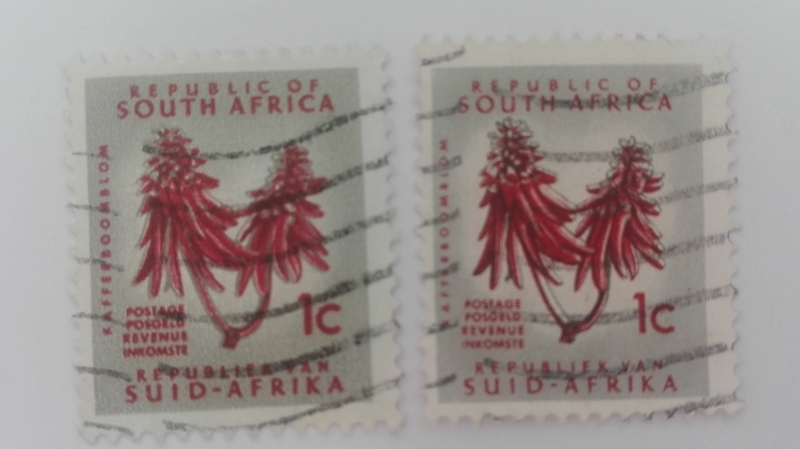 REPUBLIC OF
SOUTH AFRICA
KAFFERBOOMBLOM
POSTAGE
POSGELD
REVENUE
INKOMSTE
1c
REPUBLIEK VAN
SUID-AFRIKA
REPUBLIC OF
SOUTH AFRICA
KAFFERBOOMBLOM
POSTAGE
POSGELD
REVENUE
INKOMSTE
1c
REPUBLIEK VAN
SUID-AFRIKA